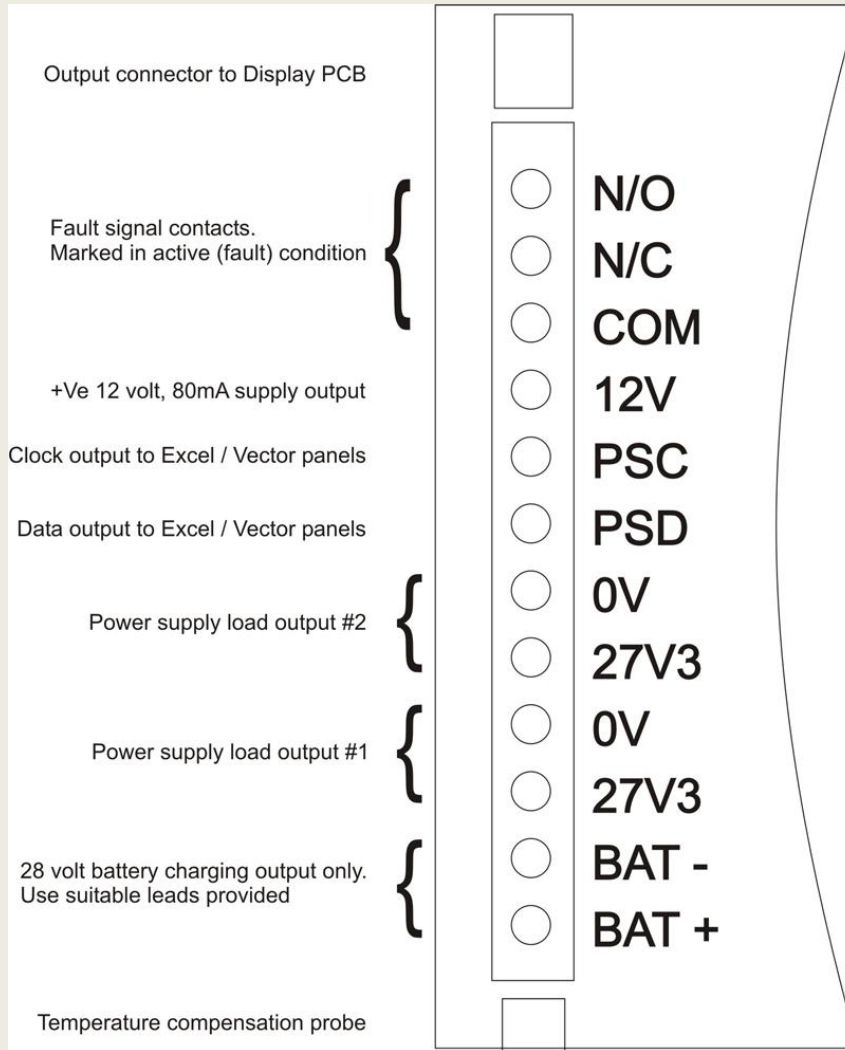 Output connector to Display PCB
N/O
Fault signal contacts.
Marked in active (fault) condition
N/C
COM
+Ve 12 volt, 80mA supply output
12V
Clock output to Excel / Vector panels
PSC
Data output to Excel / Vector panels
PSD
0V
Power supply load output #2
27V3
0V
Power supply load output #1
27V3
28 volt battery charging output only.
Use suitable leads provided
BAT -
BAT +
Temperature compensation probe